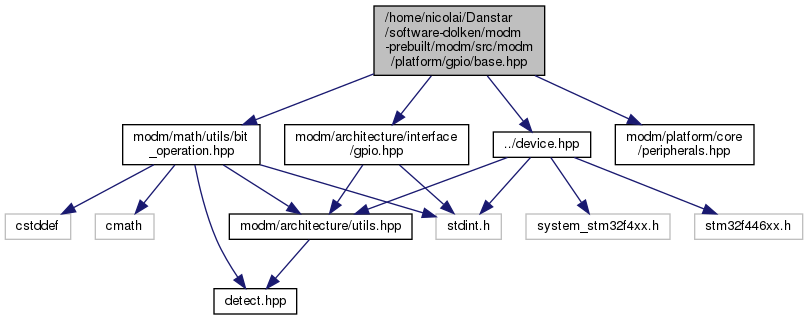 /home/nicolai/Danstar
/software-dolken/modm
-prebuilt/modm/src/modm
/platform/gpio/base.hpp
modm/math/utils/bit
_operation.hpp
modm/architecture/interface
/gpio.hpp
../device.hpp
modm/platform/core
/peripherals.hpp
cstddef
cmath
modm/architecture/utils.hpp
stdint.h
system_stm32f4xx.h
stm32f446xx.h
detect.hpp